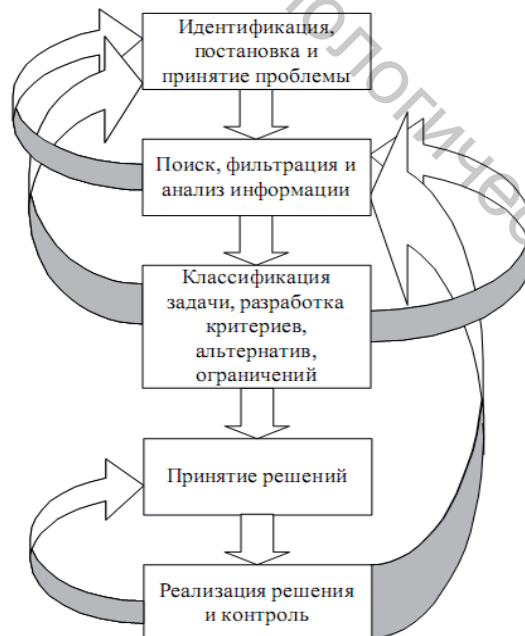 Идентификация,
постановка и
принятие проблемы
Поиск, фильтрация и
анализ информации
Классификация
задачи, разработка
критериев,
альтернатив,
ограничений
Принятие решений
Реализация решения
и контроль